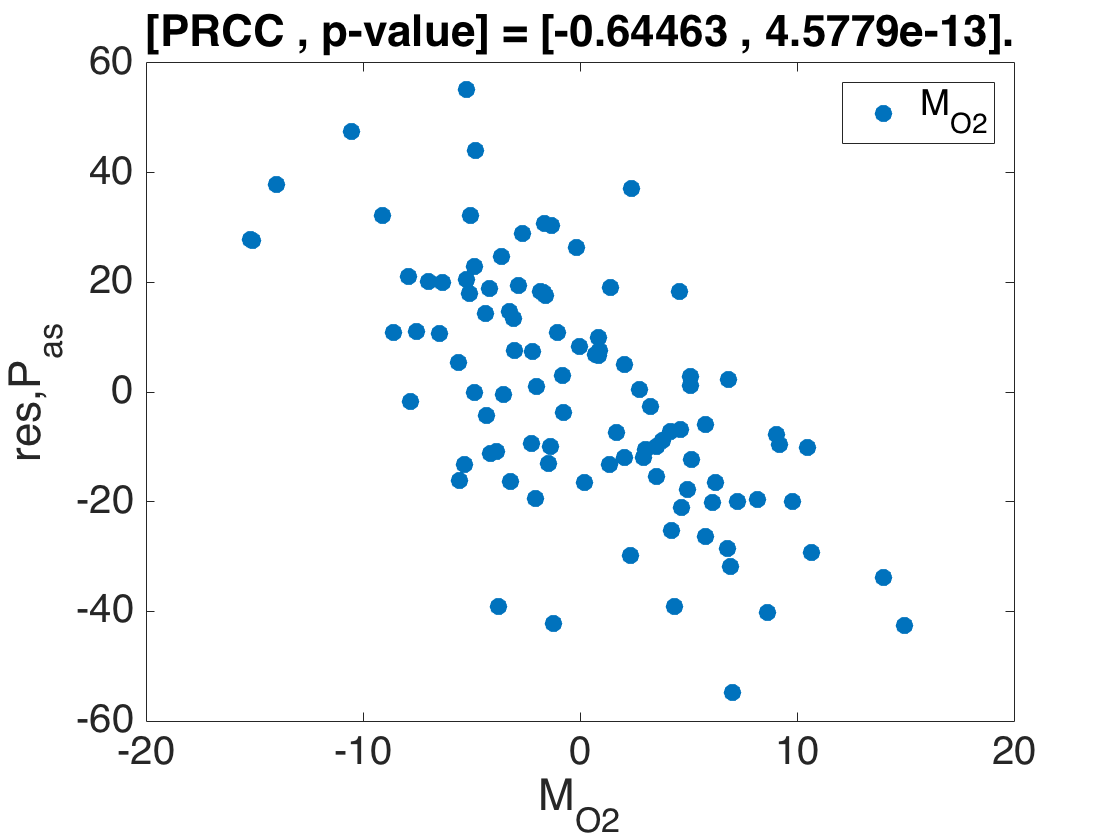 [PRCC , p-value] = [-0.64463 , 4.5779e-13].
M_O2
60
40
20
0
-20
-40
-60
res,P_as
-20 -10 0 10 20
M_O2